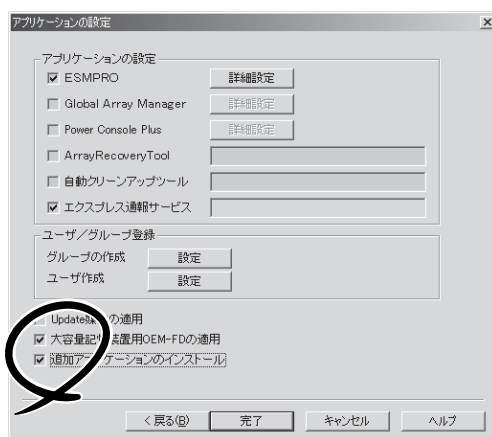 アプリケーションの設定
アプリケーションの設定
ESMPRO 詳細設定
Global Array Manager 詳細設定
Power Console Plus 詳細設定
ArrayRecoveryTool
自動クリーンアップツール
エクスプレス通報サービス
ユーザ/グループ登録
グループの作成 設定
ユーザ作成 設定
Update の適用
大容量記憶装置用OEM-FDの適用
追加アプリケーションのインストール
< 戻る(B) 完了 キャンセル ヘルプ